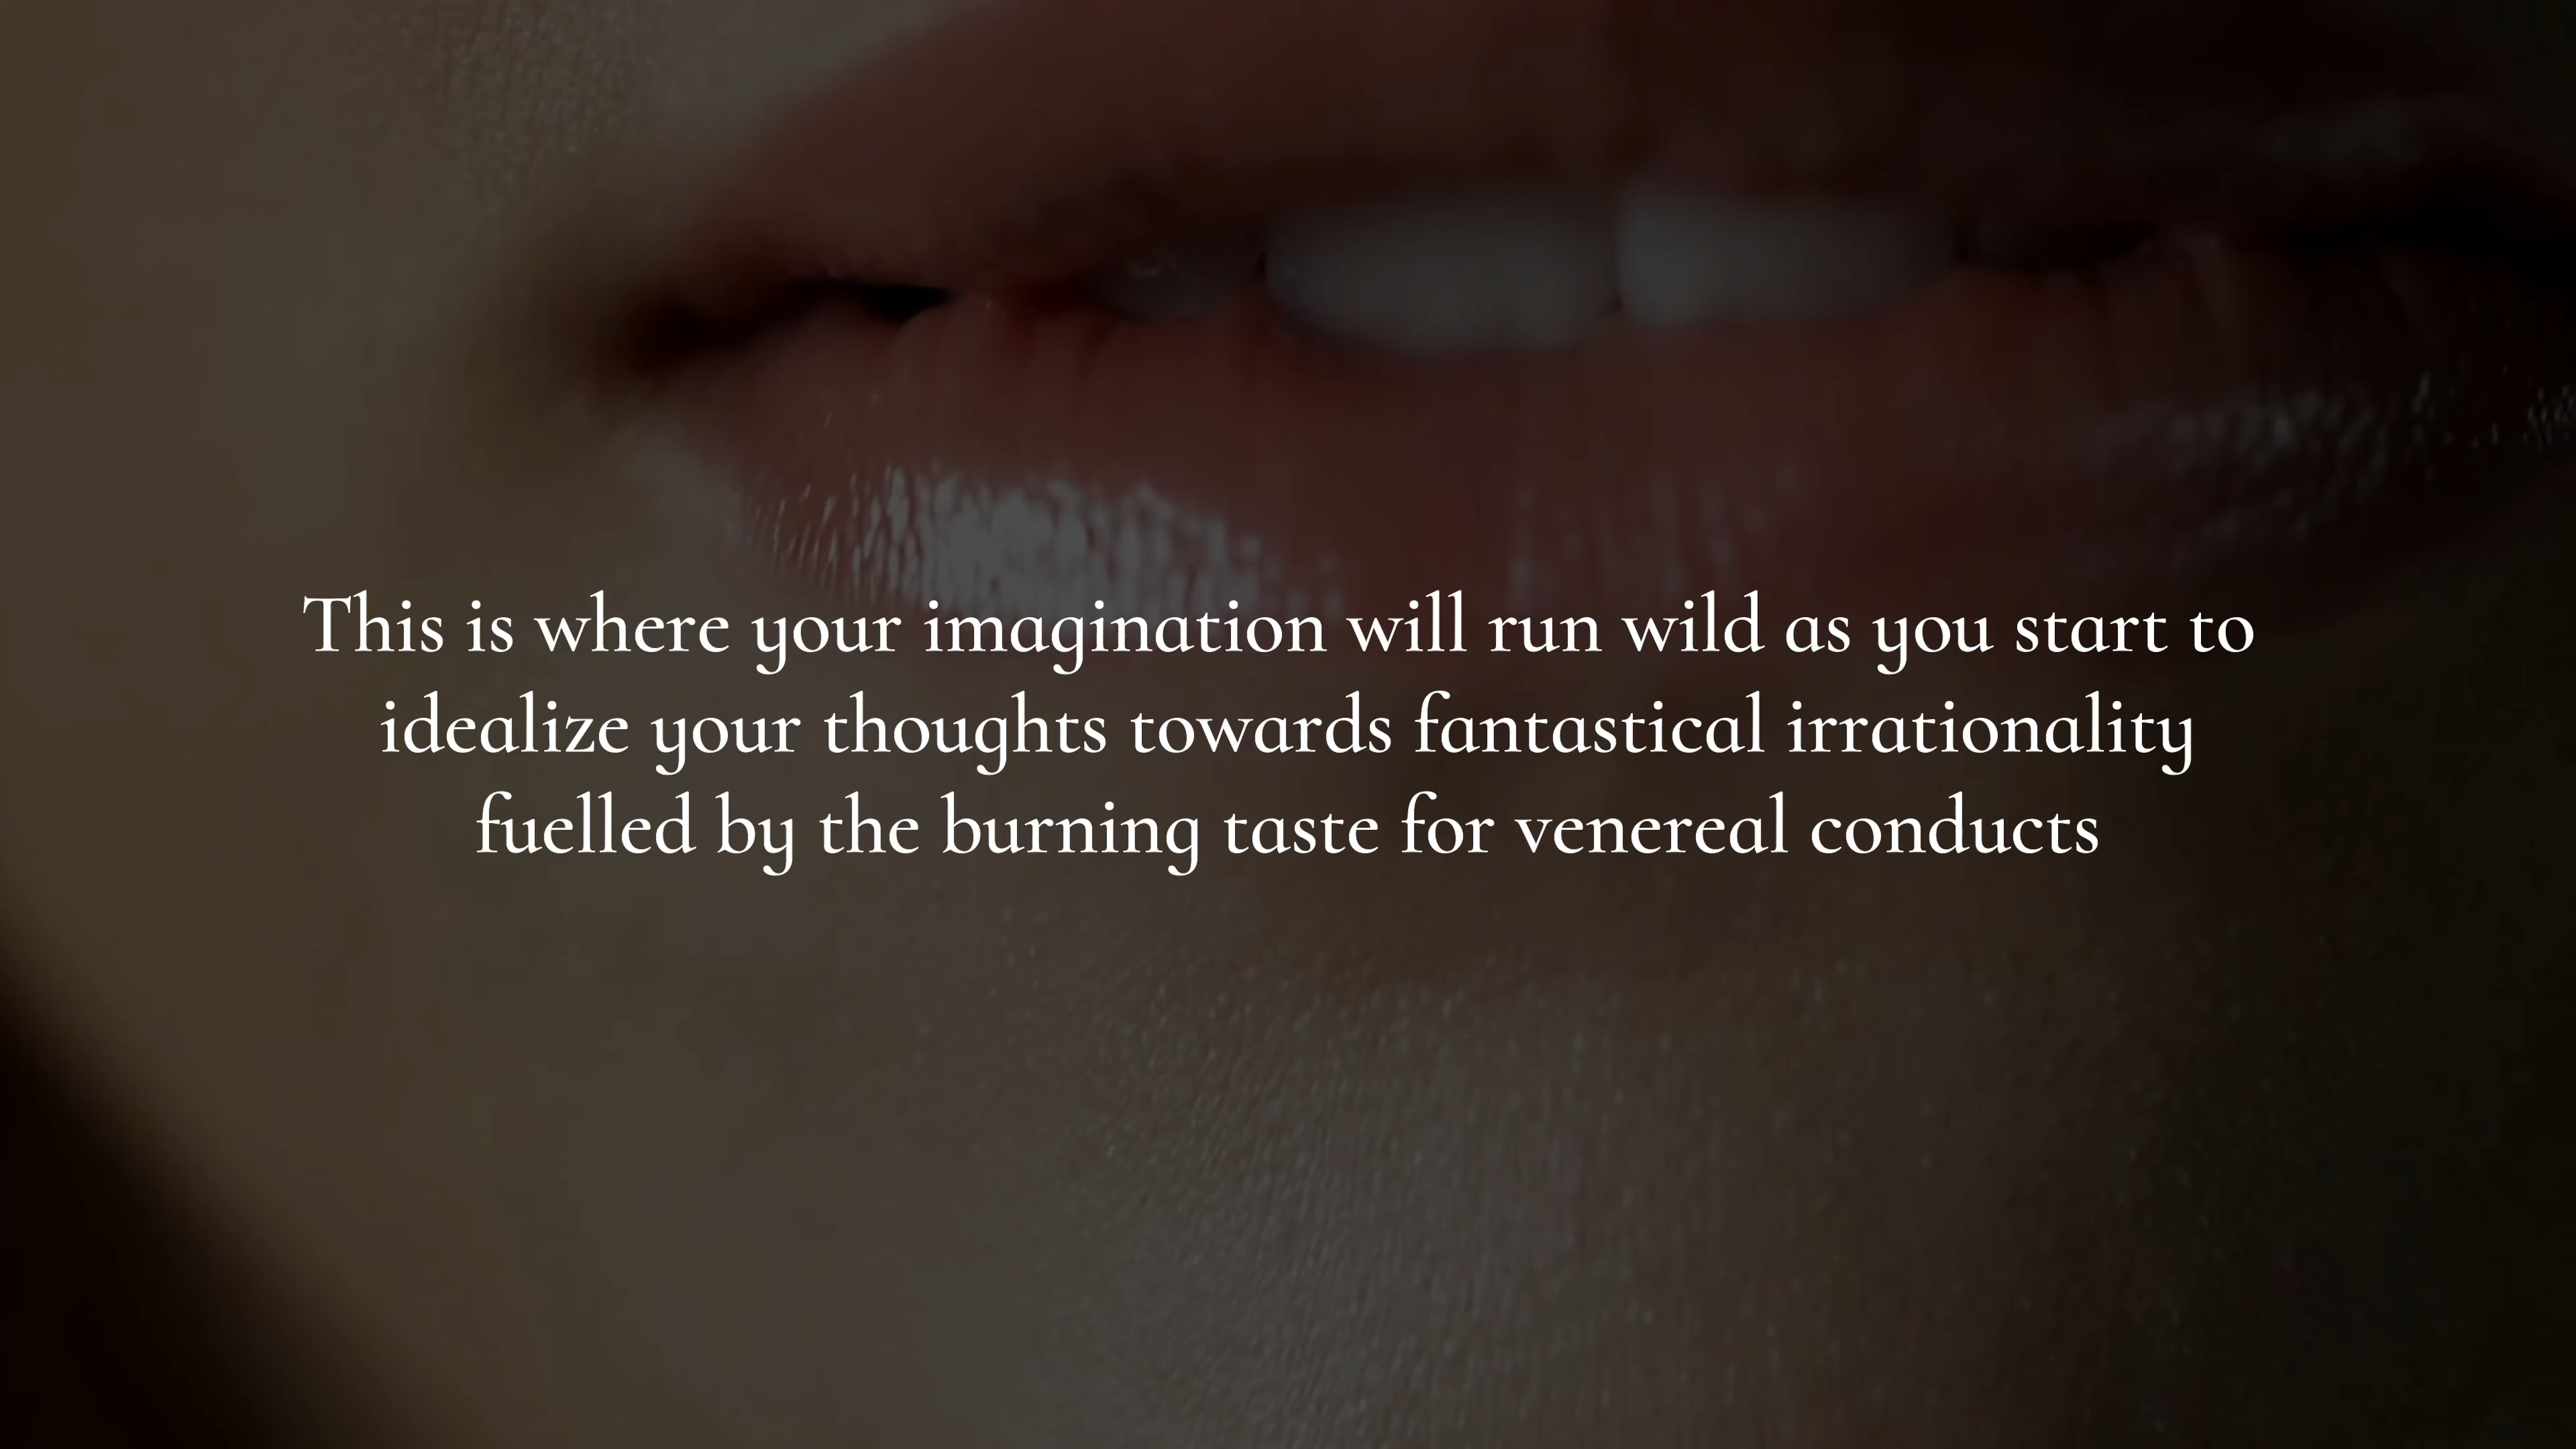 This is where your imagination will run wild as you start to
idealize your thoughts towards fantastical irrationality
fuelled by the burning taste for venereal conducts